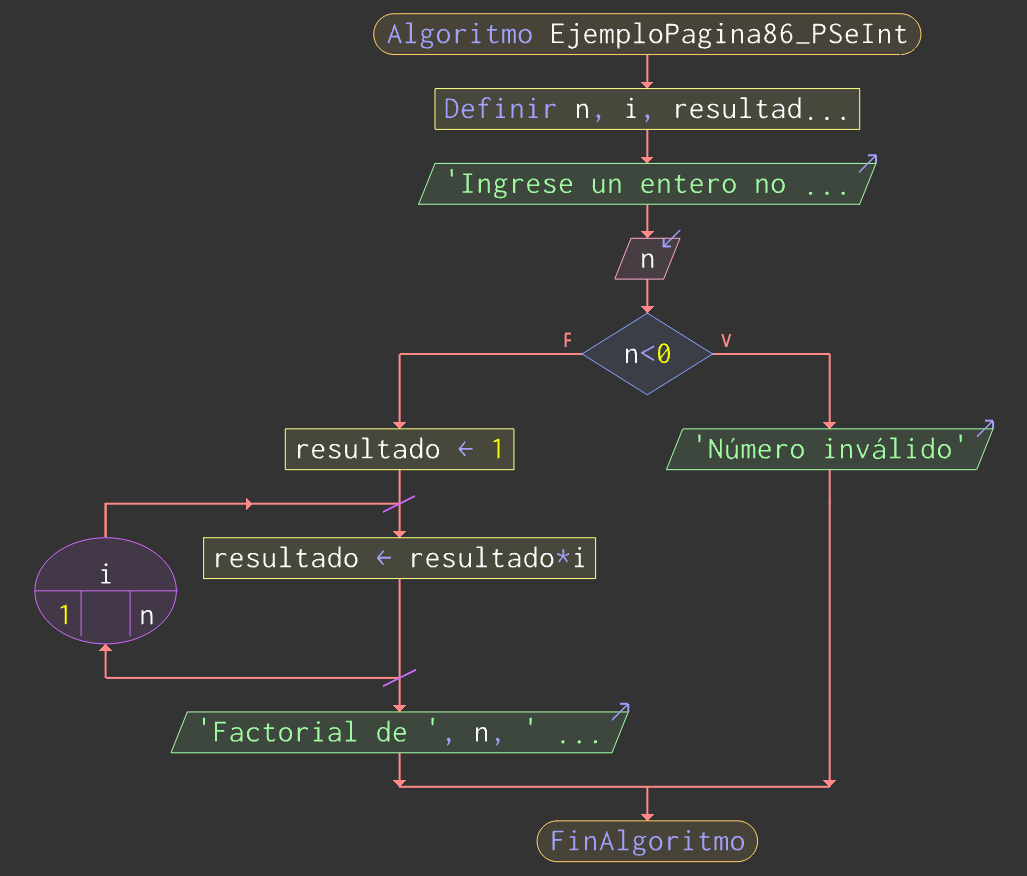 Algoritmo EjemploPagina86_PSeInt
Definir n, i, resultad...
'Ingrese un entero no ...
n
n<0
F
V
resultado ← 1
'Número inválido'
resultado ← resultado*i
i
1
n
'Factorial de ', n, ' ...
FinAlgoritmo